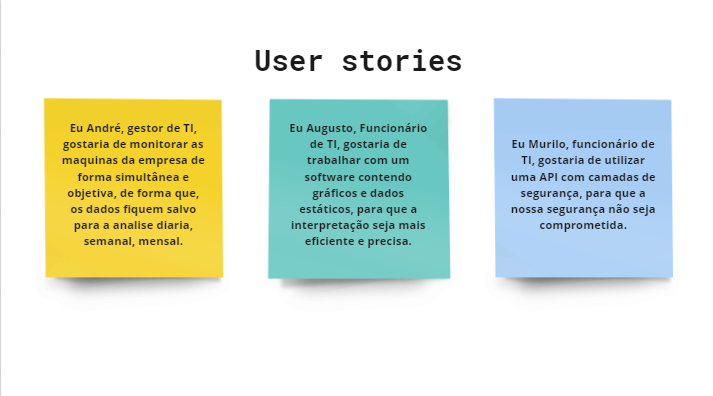 User stories
Eu André, gestor de TI,
gostaria de monitorar as
maquinas da empresa de
forma simultânea e
objetiva, de forma que,
os dados fiquem salvo
para a analise diaria,
semanal, mensal.
Eu Augusto, Funcionário
de TI, gostaria de
trabalhar com um
software contendo
gráficos e dados
estáticos, para que a
interpretação seja mais
eficiente e precisa.
Eu Murilo, funcionário de
TI, gostaria de utilizar
uma API com camadas de
segurança, para que a
nossa segurança não seja
comprometida.